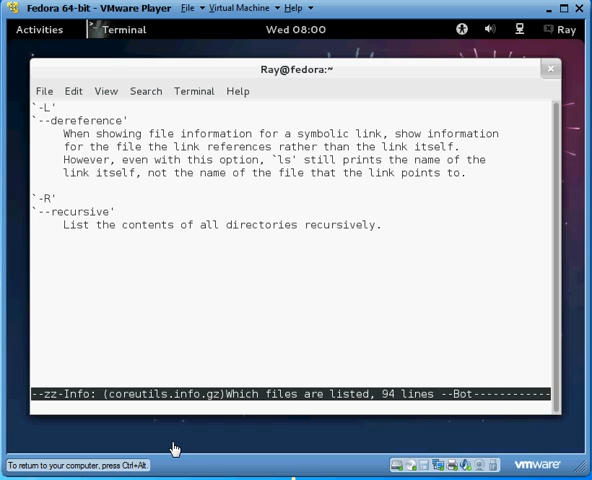 Fedora 64-bit - VMware Player File Virtual Machine Help
Activities >_ Terminal Wed 08:00 Ray
Ray@fedora:~
File Edit View Search Terminal Help
`-L'
`--dereference'
When showing file information for a symbolic link, show information
for the file the link references rather than the link itself.
However, even with this option, `ls' still prints the name of the
link itself, not the name of the file that the link points to.
`-R'
`--recursive'
List the contents of all directories recursively.
--zz-Info: (coreutils.info.gz)Which files are listed, 94 lines --Bot------------
To return to your computer, press Ctrl+Alt.
vmware